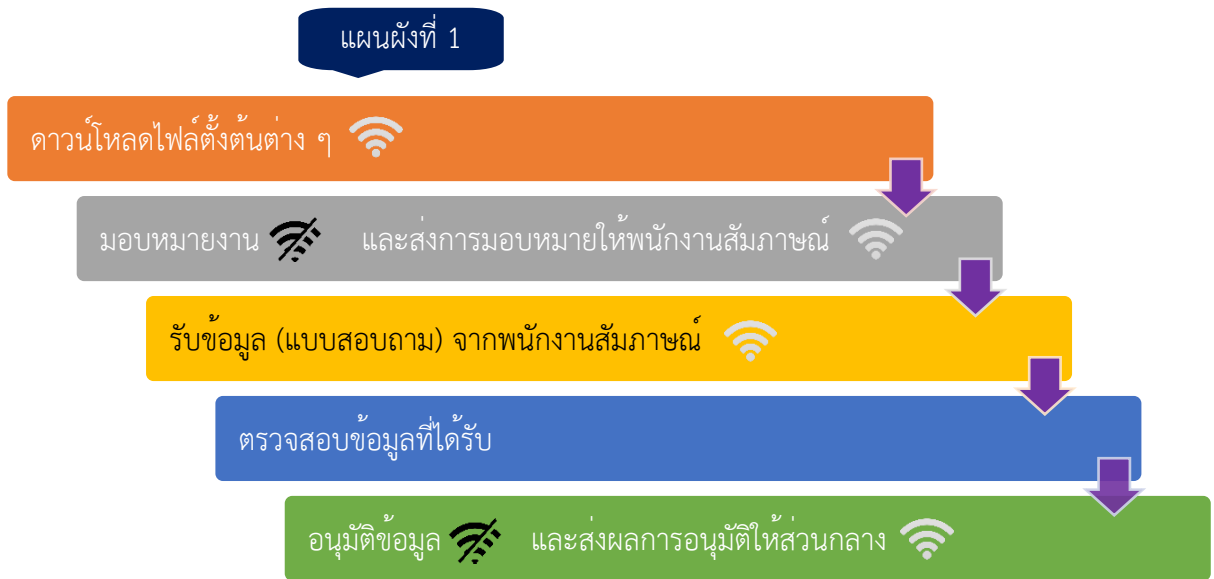 แผนผังที่ 1
ดาวน์โหลดไฟล์ตั้งต้นต่าง ๆ
มอบหมายงาน และส่งการมอบหมายให้พนักงานสัมภาษณ์
รับข้อมูล (แบบสอบถาม) จากพนักงานสัมภาษณ์
ตรวจสอบข้อมูลที่ได้รับ
อนุมัติข้อมูล และส่งผลการอนุมัติให้ส่วนกลาง